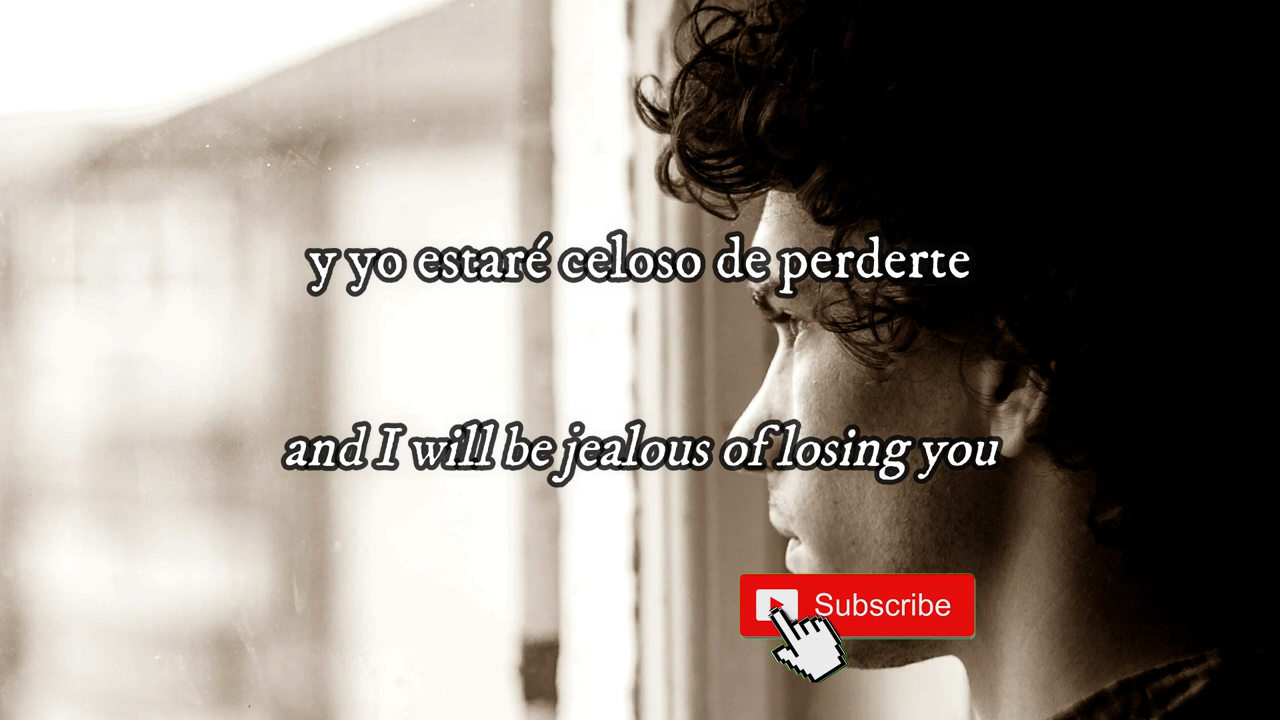 y yo estaré celoso de perderte
and I will be jealous of losing you
Subscribe